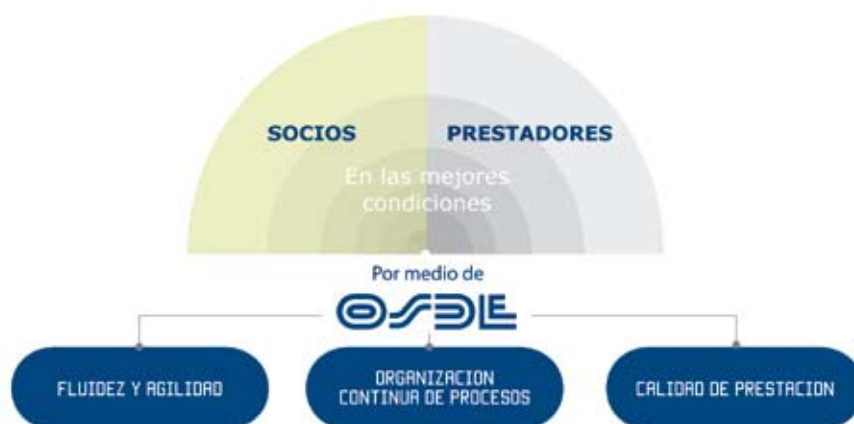 SOCIOS
PRESTADORES
En las mejores
condiciones
Por medio de
OSDE
FLUIDEZ Y AGILIDAD
ORGANIZACION
CONTINUA DE PROCESOS
CALIDAD DE PRESTACION